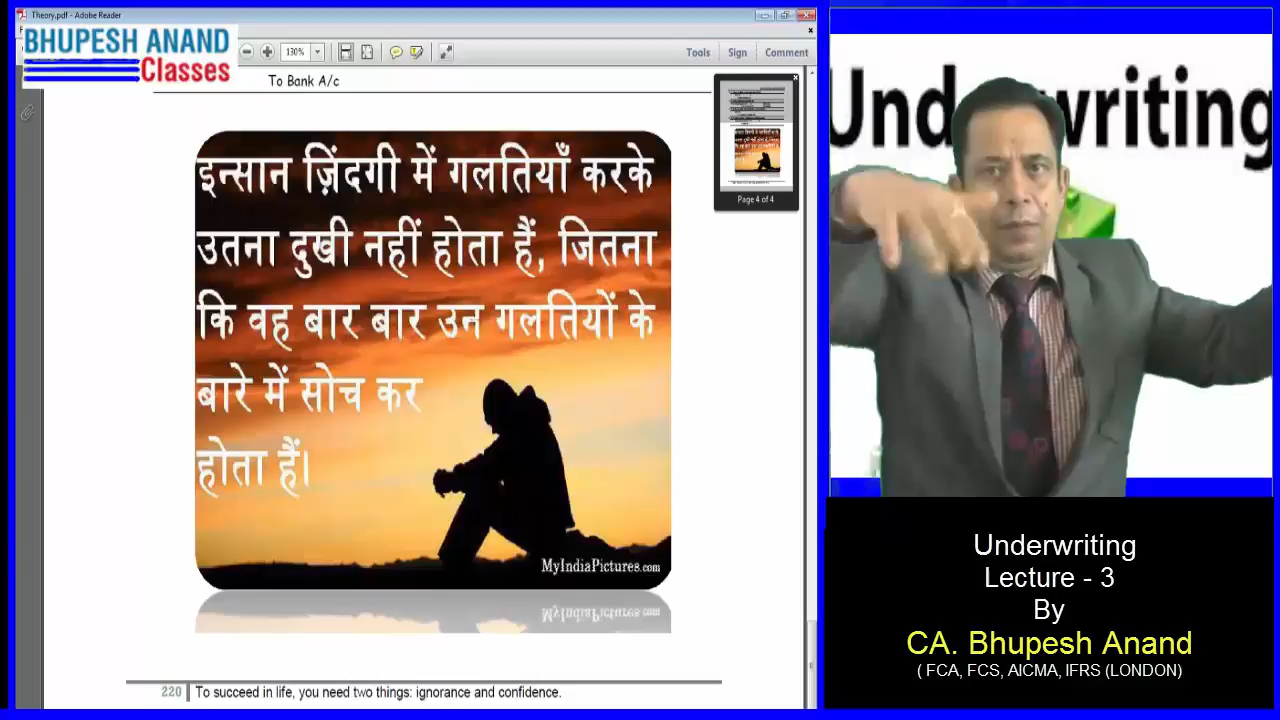 Theory.pdf - Adobe Reader
BHUPESH ANAND
Classes
130%
Tools
Sign
Comment
To Bank A/c
इन्सान ज़िंदगी में गलतियाँ करके
उतना दुखी नहीं होता हैं, जितना
कि वह बार बार उन गलतियों के
बारे में सोच कर
होता हैं।
MyIndiaPictures.com
MyIndiaPictures.com
220
To succeed in life, you need two things: ignorance and confidence.
Page 4 of 4
Underwriting
Underwriting
Lecture - 3
By
CA. Bhupesh Anand
( FCA, FCS, AICMA, IFRS (LONDON)